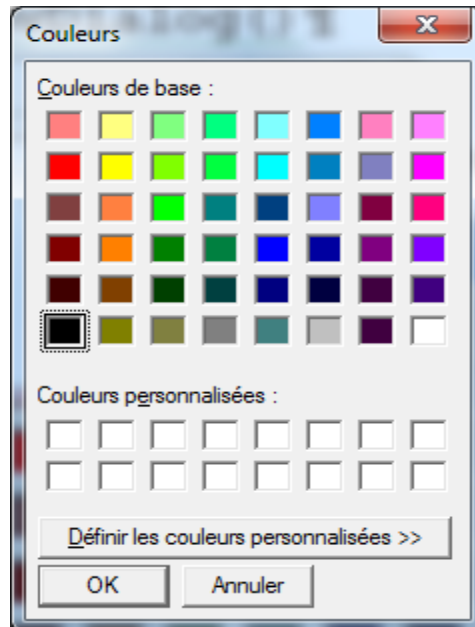 Couleurs
Couleurs de base :
Couleurs personnalisées :
Définir les couleurs personnalisées >>
OK
Annuler